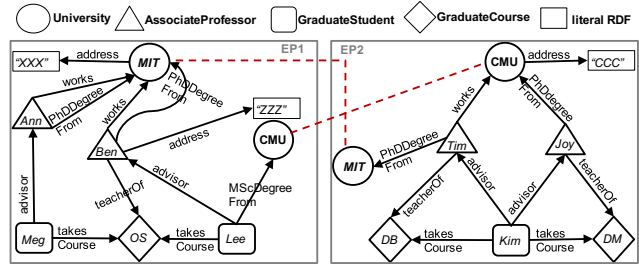 University
AssociateProfessor
GraduateStudent
GraduateCourse
literal RDF
EP1
"XXX"
address
MIT
works
PhDDegree
From
Ann
works
PhDDegree
From
"ZZZ"
address
Ben
CMU
advisor
teacherOf
advisor
MScDegree
From
Meg
takes
Course
OS
takes
Course
Lee
EP2
CMU
address
"CCC"
works
PhDDegree
From
MIT
PhDDegree
From
Tim
Joy
teacherOf
advisor
advisor
teacherOf
DB
takes
Course
Kim
takes
Course
DM